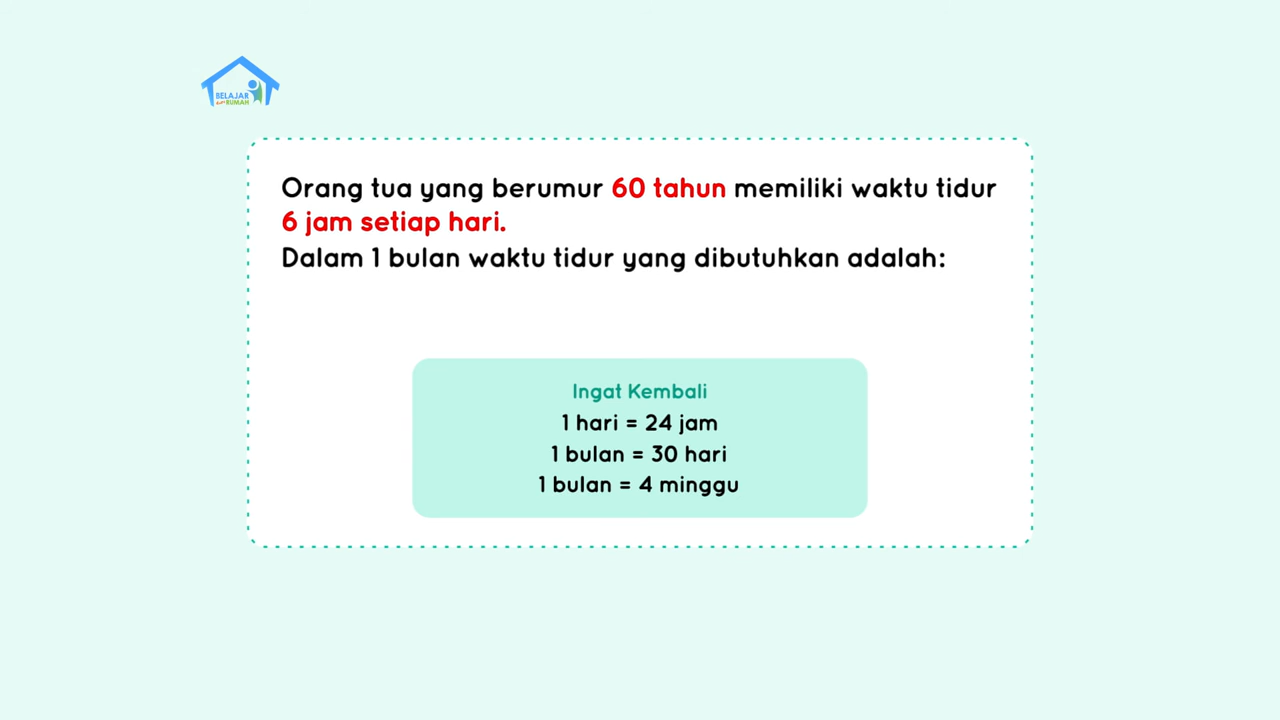 BELAJAR
dari RUMAH
Orang tua yang berumur 60 tahun memiliki waktu tidur
6 jam setiap hari.
Dalam 1 bulan waktu tidur yang dibutuhkan adalah:
Ingat Kembali
1 hari = 24 jam
1 bulan = 30 hari
1 bulan = 4 minggu